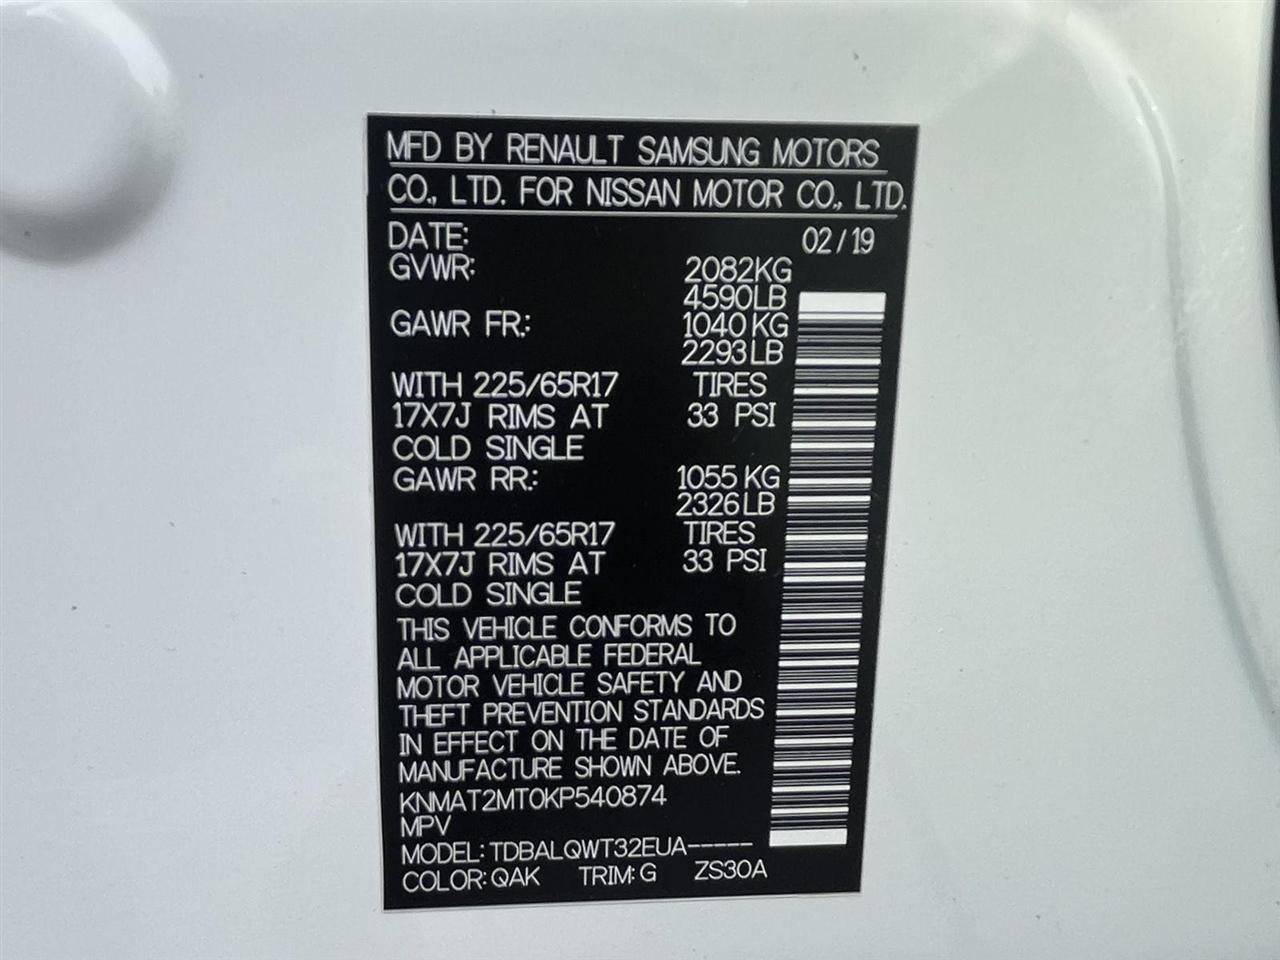 MFD BY RENAULT SAMSUNG MOTORS
CO., LTD. FOR NISSAN MOTOR CO., LTD.
DATE: 02/19
GVWR: 2082KG
4590LB
GAWR FR.: 1040KG
2293LB
WITH 225/65R17 TIRES
17X7J RIMS AT 33 PSI
COLD SINGLE
GAWR RR.: 1055KG
2326LB
WITH 225/65R17 TIRES
17X7J RIMS AT 33 PSI
COLD SINGLE
THIS VEHICLE CONFORMS TO
ALL APPLICABLE FEDERAL
MOTOR VEHICLE SAFETY AND
THEFT PREVENTION STANDARDS
IN EFFECT ON THE DATE OF
MANUFACTURE SHOWN ABOVE.
KNMAT2MT0KP540874
MPV
MODEL: TDBALQWT32EUA-----
COLOR: QAK TRIM: G ZS30A